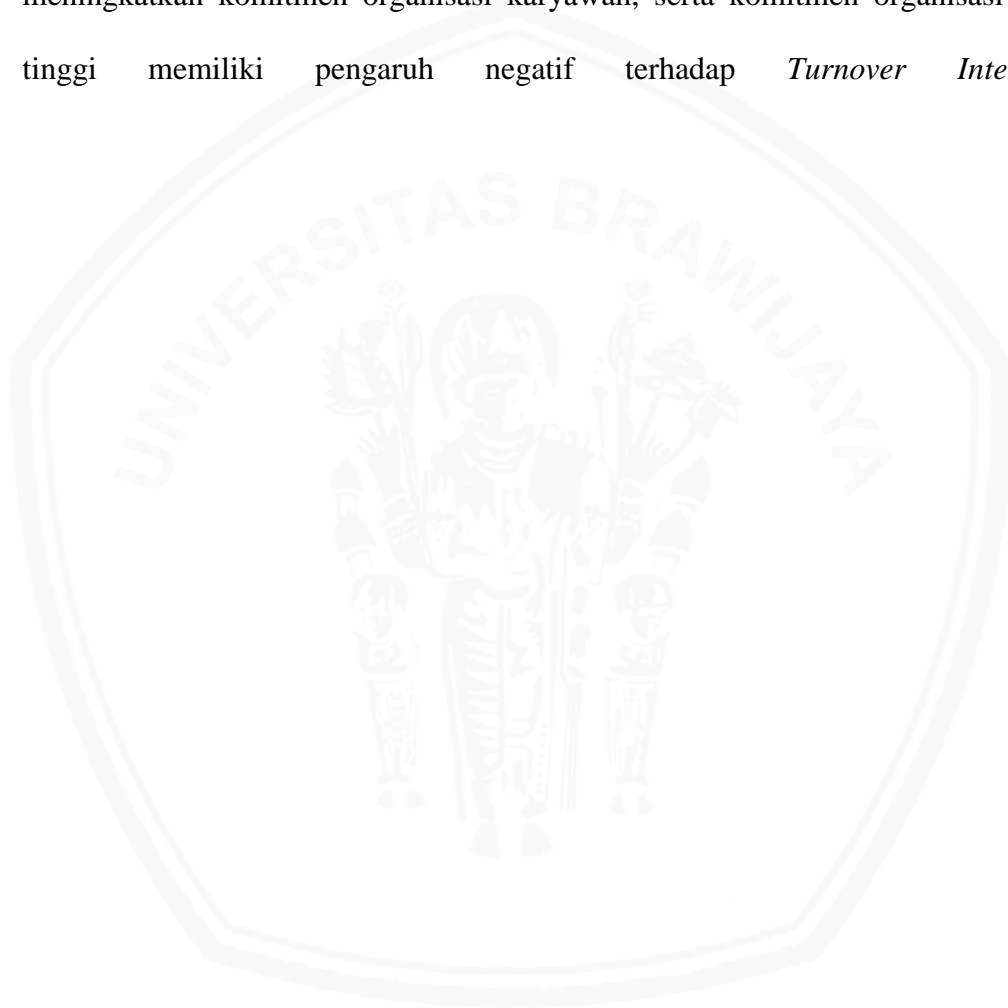 meningkatkan komitmen organisasi karyawan, serta komitmen organisasi
tinggi memiliki pengaruh negatif terhadap Turnover Inte
UNIVERSITAS BRAWIJAYA